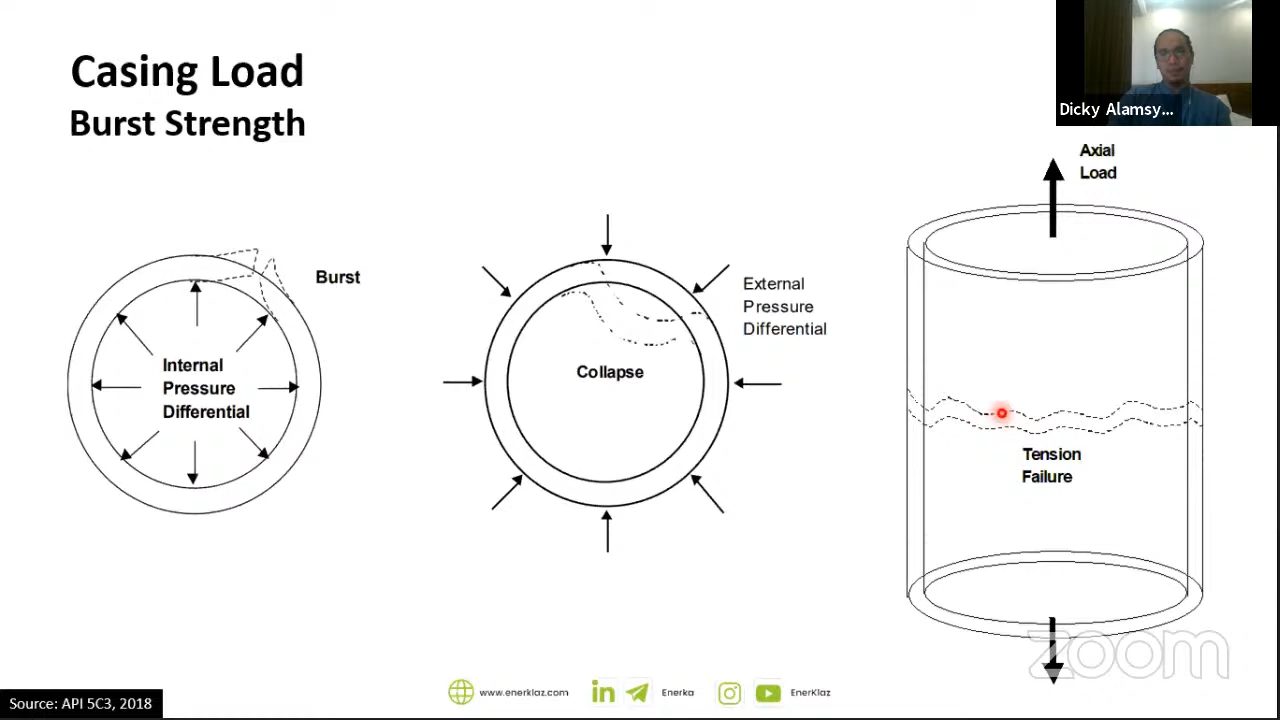 Casing Load
Burst Strength
Dicky Alamsy...
Axial
Load
Burst
External
Pressure
Differential
Internal
Pressure
Differential
Collapse
Tension
Failure
zoom
www.enerklaz.com
Enerka
EnerKlaz
Source: API 5C3, 2018